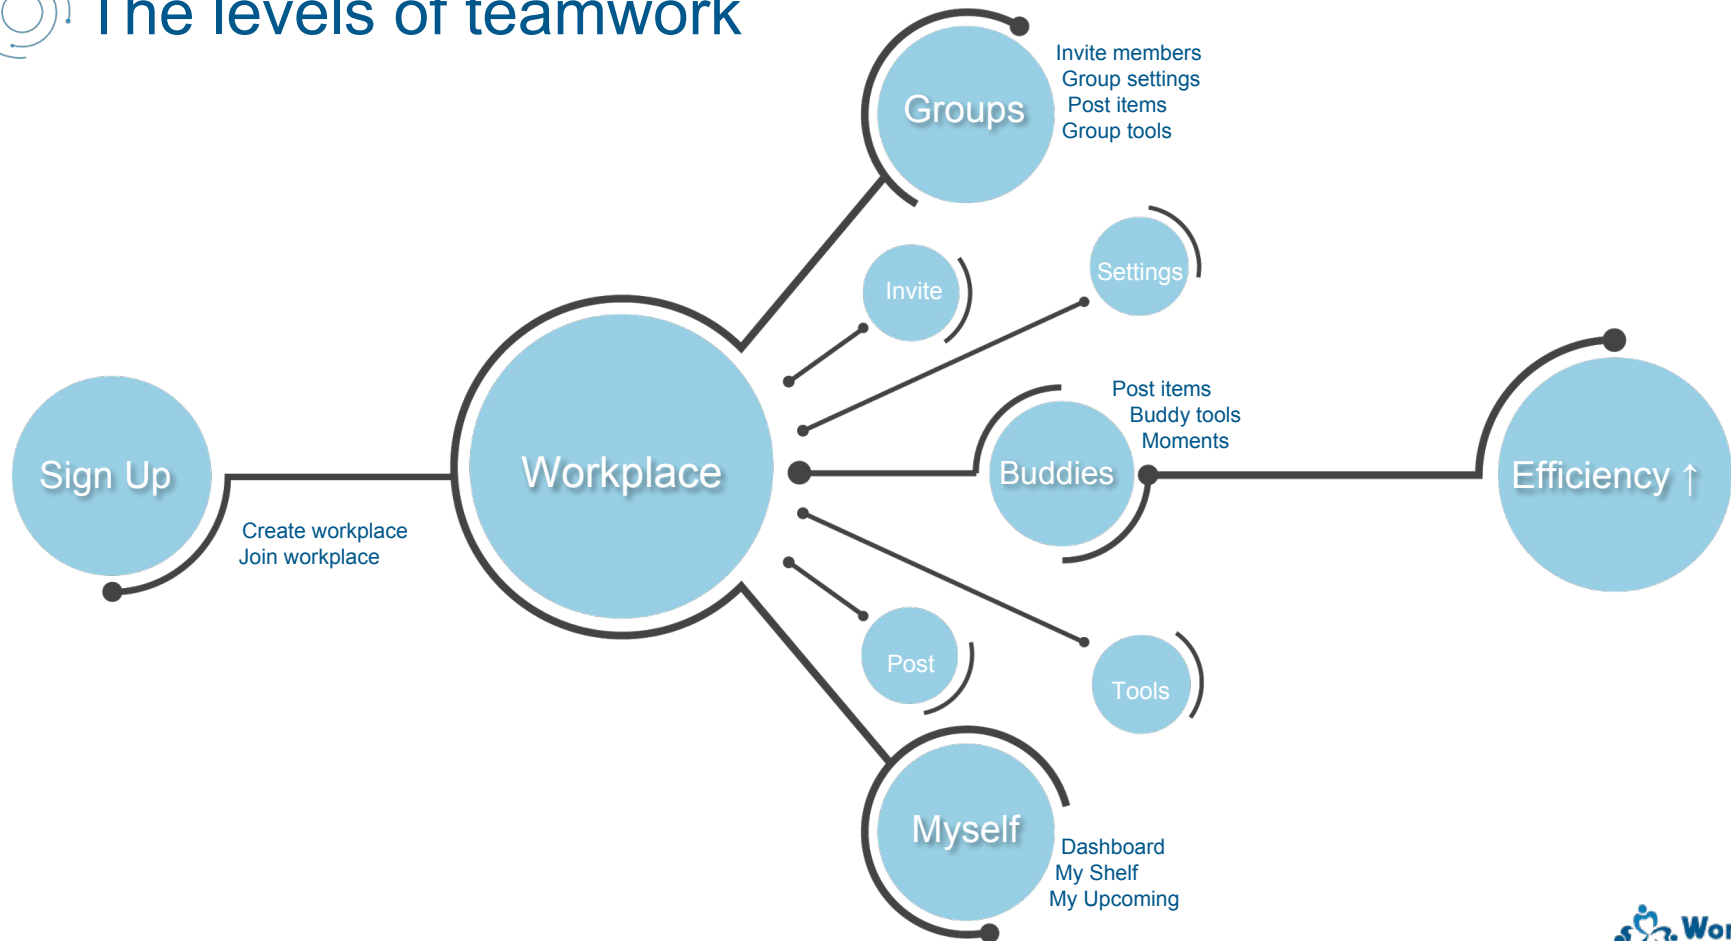 The levels of teamwork
Groups
Invite members
Group settings
Post items
Group tools
Invite
Settings
Sign Up
Create workplace
Join workplace
Workplace
Post items
Buddy tools
Moments
Buddies
Efficiency ↑
Post
Tools
Myself
Dashboard
My Shelf
My Upcoming